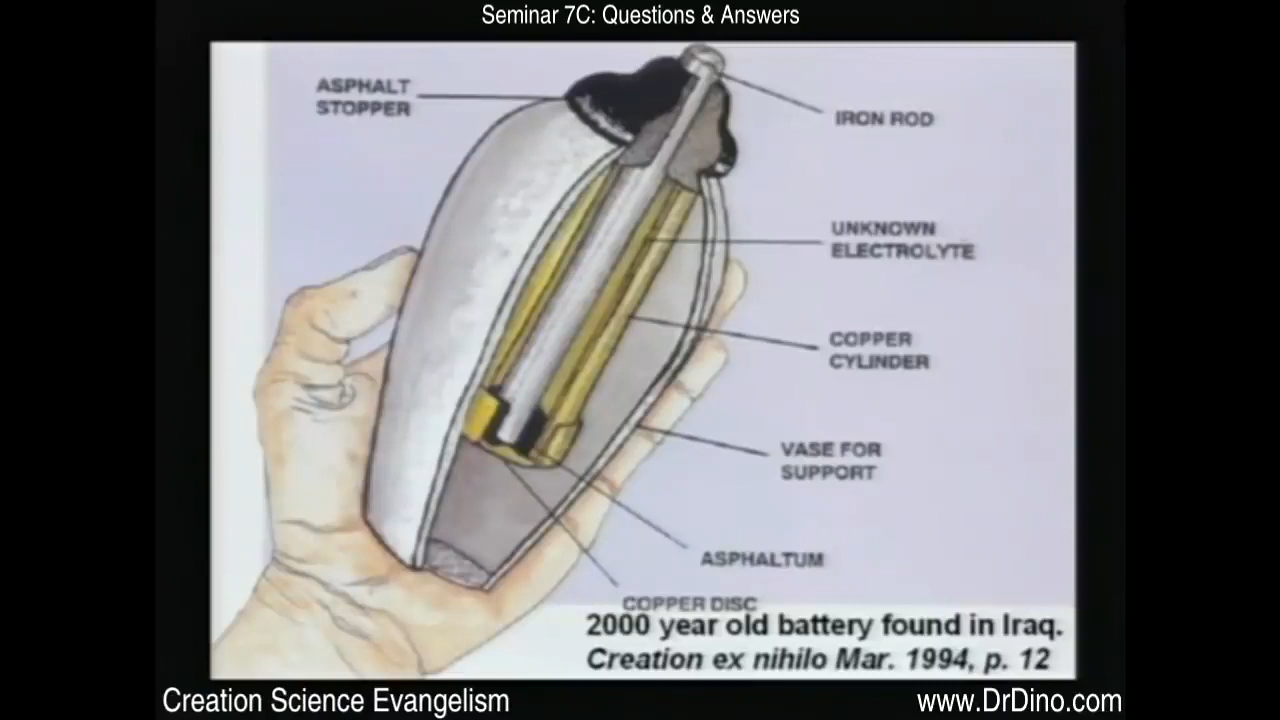 Seminar 7C: Questions & Answers
ASPHALT
STOPPER
IRON ROD
UNKNOWN
ELECTROLYTE
COPPER
CYLINDER
VASE FOR
SUPPORT
ASPHALTUM
COPPER DISC
2000 year old battery found in Iraq.
Creation ex nihilo Mar. 1994, p. 12
Creation Science Evangelism
www.DrDino.com